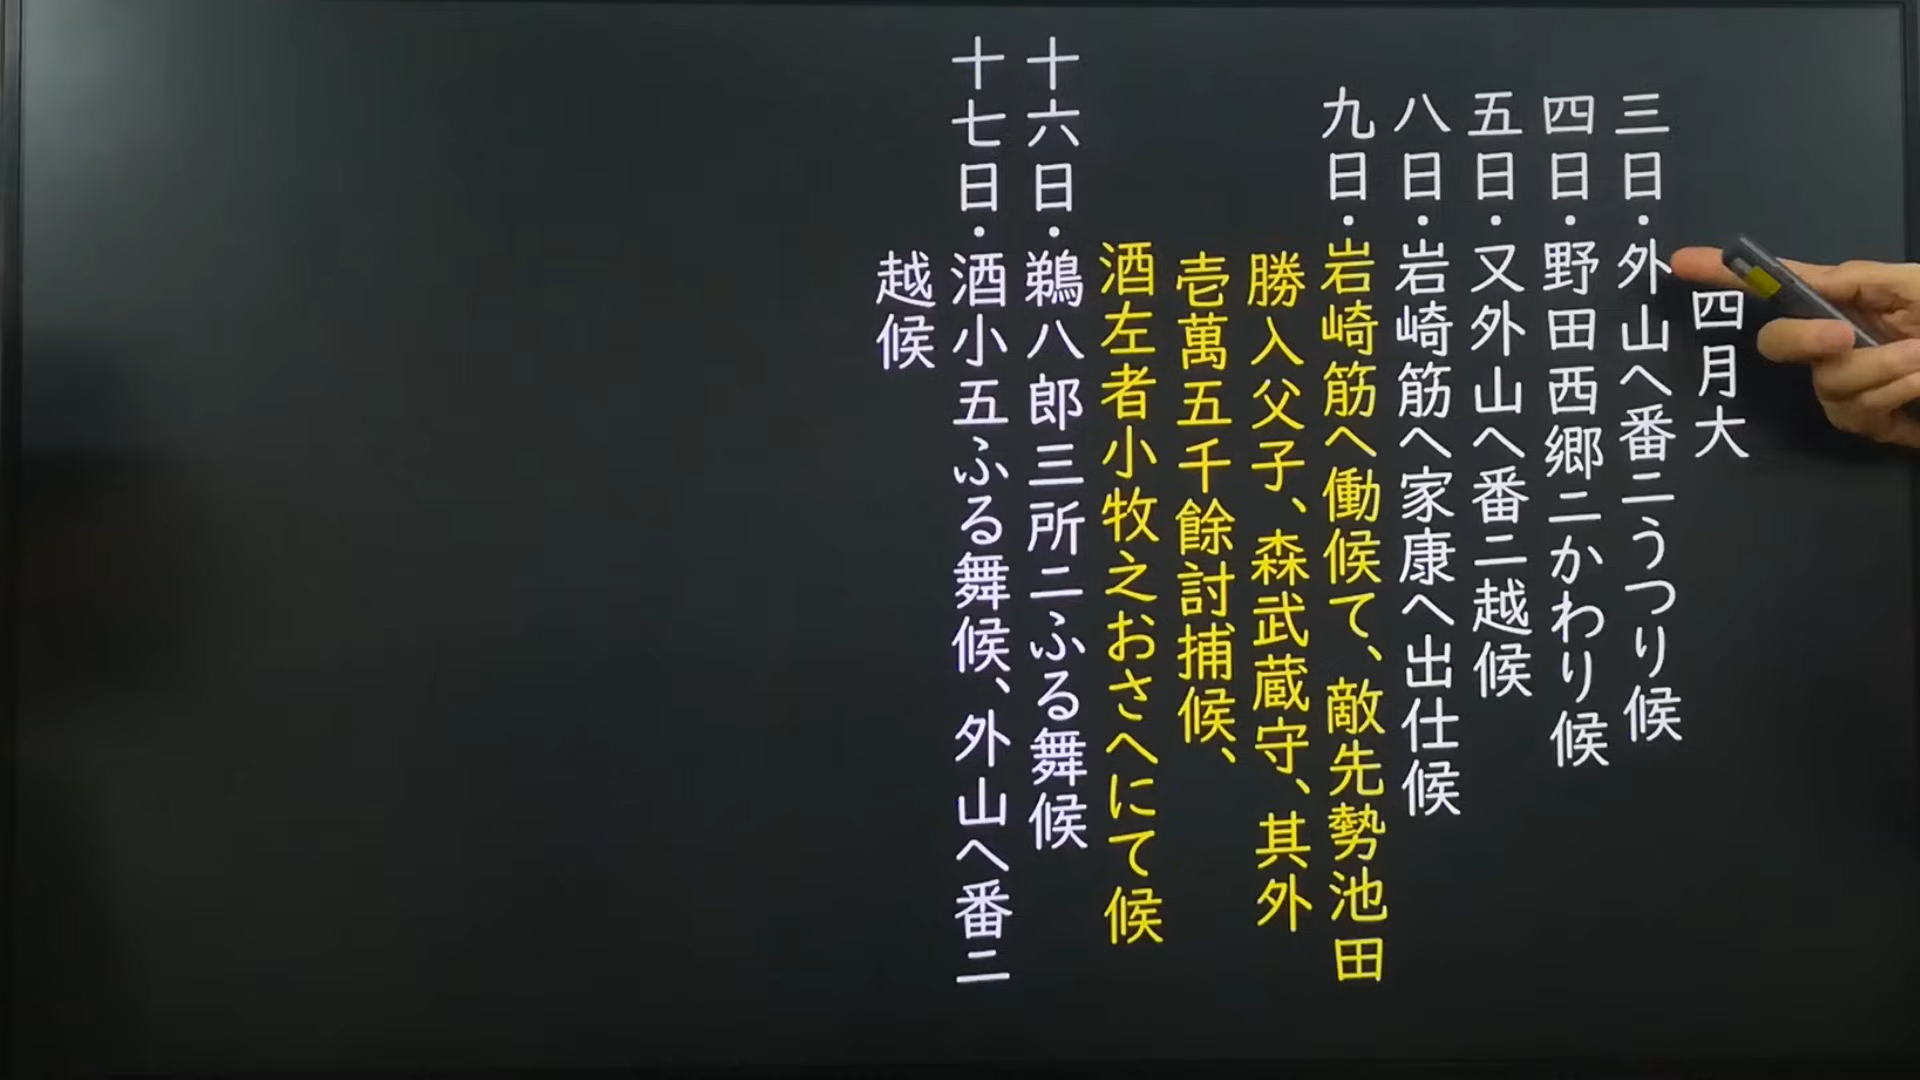 四月大
三日・外山へ番ニうつり候
四日・野田西郷ニかわり候
五日・又外山へ番ニ越候
八日・岩崎筋へ家康へ出仕候
九日・岩崎筋へ働候て、敵先勢池田
勝入父子、森武蔵守、其外
壱萬五千餘討捕候、
酒左者小牧之おさへにて候
十六日・鵜八郎三所ニふる舞候
十七日・酒小五ふる舞候、外山へ番ニ
越候